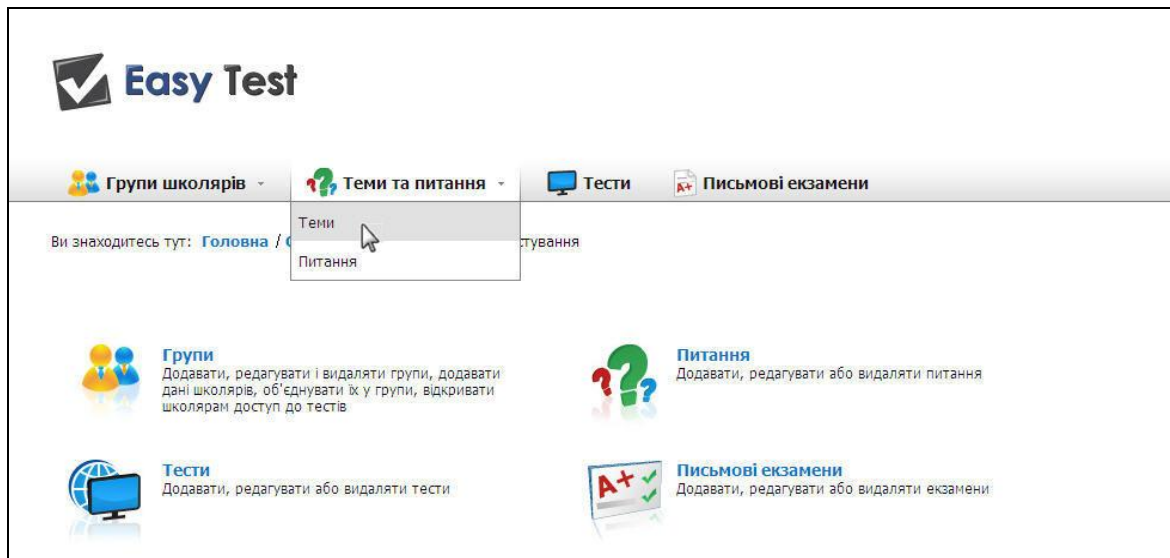 Easy Test
Групи школярів
Теми та питання
Тести
A+
Письмові екзамени
Теми
Питання
Ви знаходитесь тут: Головна /
Групи
Додавати, редагувати і видаляти групи, додавати
дані школярів, об'єднувати їх у групи, відкривати
школярам доступ до тестів
Питання
Додавати, редагувати або видаляти питання
Тести
Додавати, редагувати або видаляти тести
A+
Письмові екзамени
Додавати, редагувати або видаляти екзамени